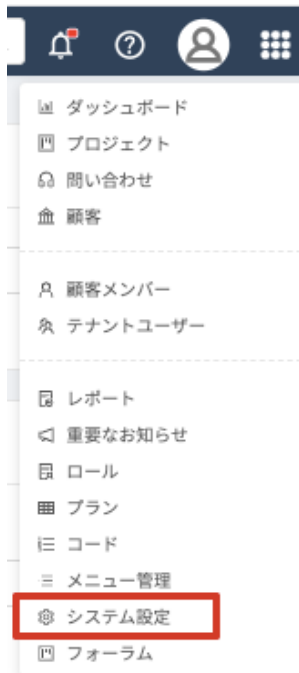 ダッシュボード
プロジェクト
問い合わせ
顧客
顧客メンバー
テナントユーザー
レポート
重要なお知らせ
ロール
プラン
コード
メニュー管理
システム設定
フォーラム